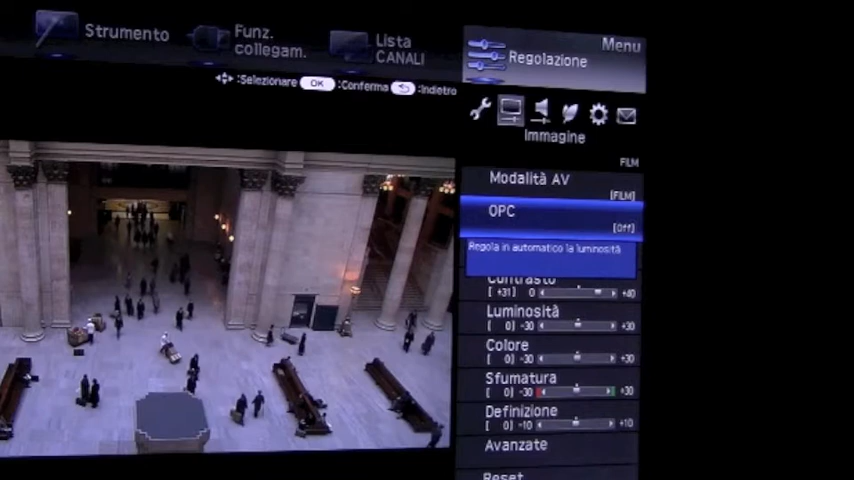 Strumento
Funz.
collegam.
Lista
CANALI
Regolazione
Menu
:Selezionare OK :Conferma :Indietro
Immagine
FILM
Modalità AV
[FILM]
OPC
[Off]
Regola in automatico la luminosità
Contrasto
[ +31] 0 +40
Luminosità
[ 0] -30 +30
Colore
[ 0] -30 +30
Sfumatura
[ 0] -30 +30
Definizione
[ 0] -10 +10
Avanzate
Reset